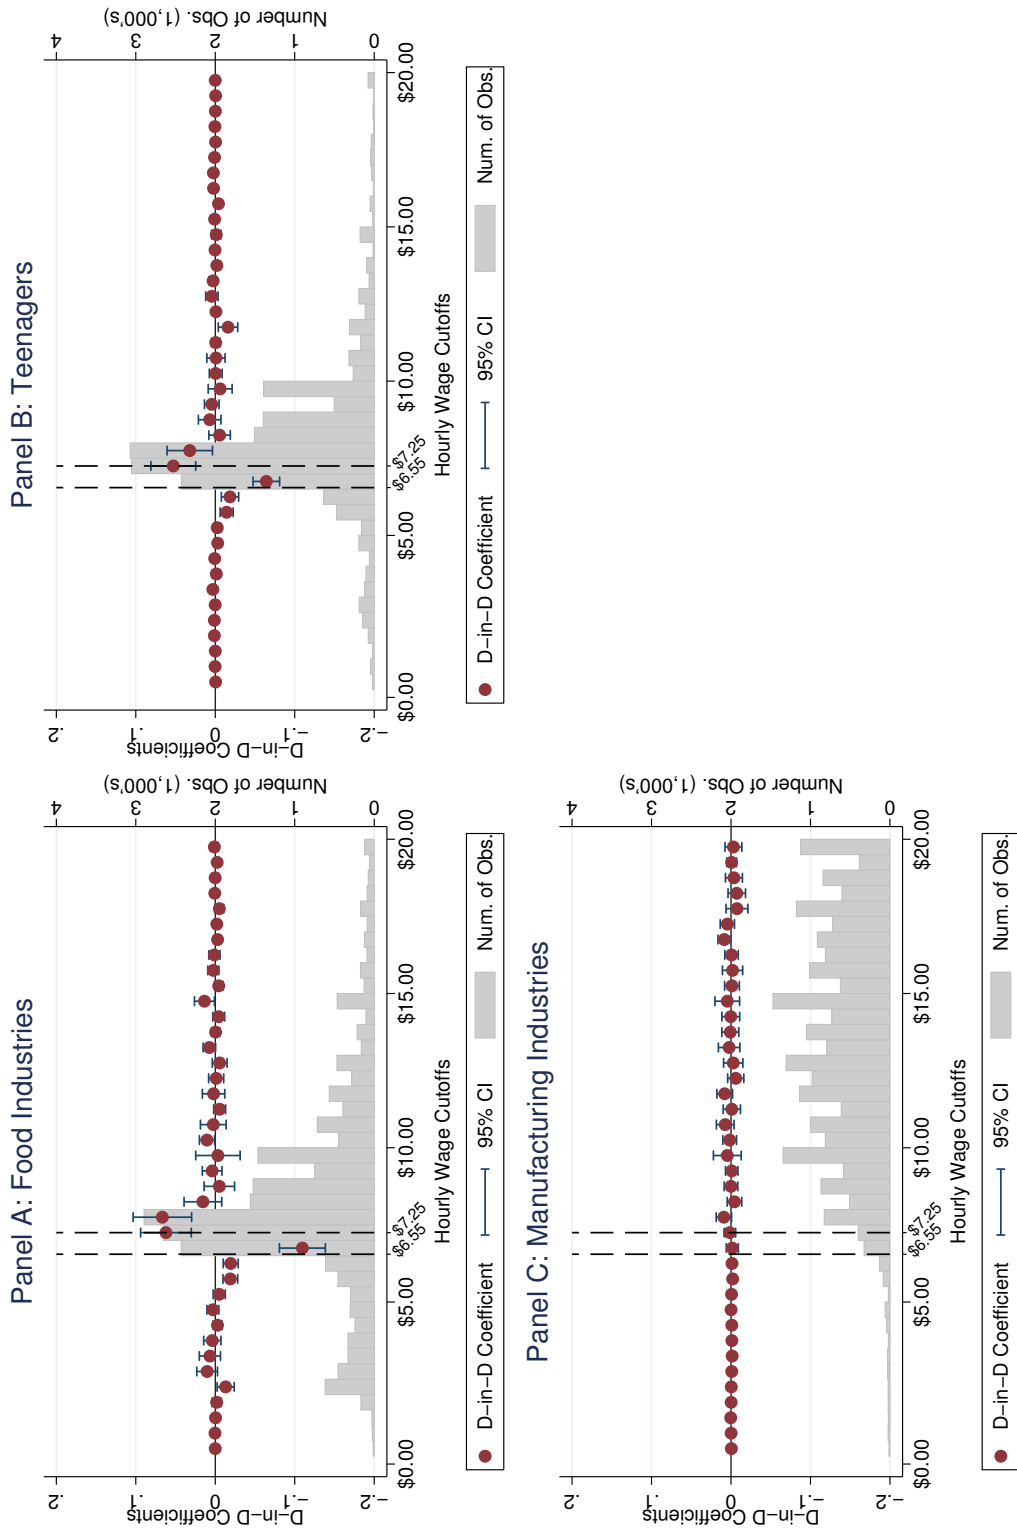 Panel A: Food Industries
D−in−D Coefficients
.2
.1
0
−.1
−.2
Number of Obs. (1,000's)
4
3
2
1
0
$0.00
$5.00
$6.55
$7.25
$10.00
$15.00
$20.00
Hourly Wage Cutoffs
D−in−D Coefficient
95% CI
Num. of Obs.
Panel B: Teenagers
D−in−D Coefficients
.2
.1
0
−.1
−.2
Number of Obs. (1,000's)
4
3
2
1
0
$0.00
$5.00
$6.55
$7.25
$10.00
$15.00
$20.00
Hourly Wage Cutoffs
D−in−D Coefficient
95% CI
Num. of Obs.
Panel C: Manufacturing Industries
D−in−D Coefficients
.2
.1
0
−.1
−.2
Number of Obs. (1,000's)
4
3
2
1
0
$0.00
$5.00
$6.55
$7.25
$10.00
$15.00
$20.00
Hourly Wage Cutoffs
D−in−D Coefficient
95% CI
Num. of Obs.